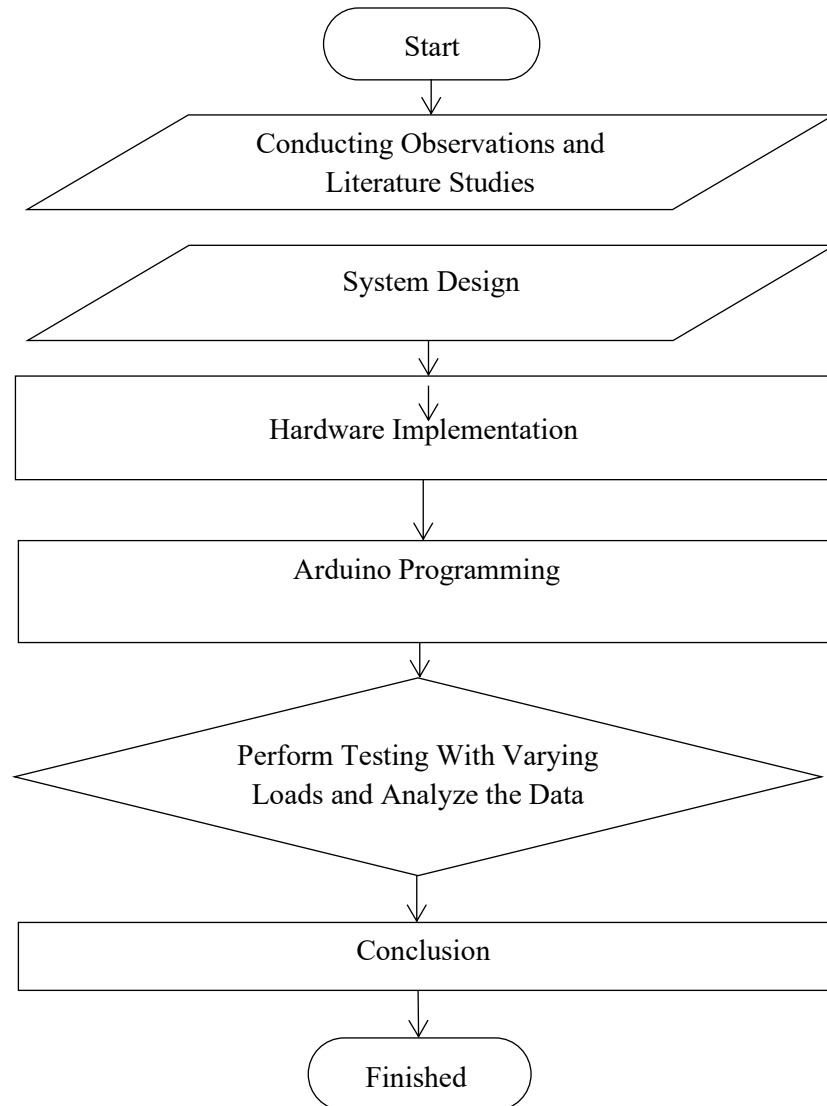 Start
Conducting Observations and
Literature Studies
System Design
Hardware Implementation
Arduino Programming
Perform Testing With Varying
Loads and Analyze the Data
Conclusion
Finished